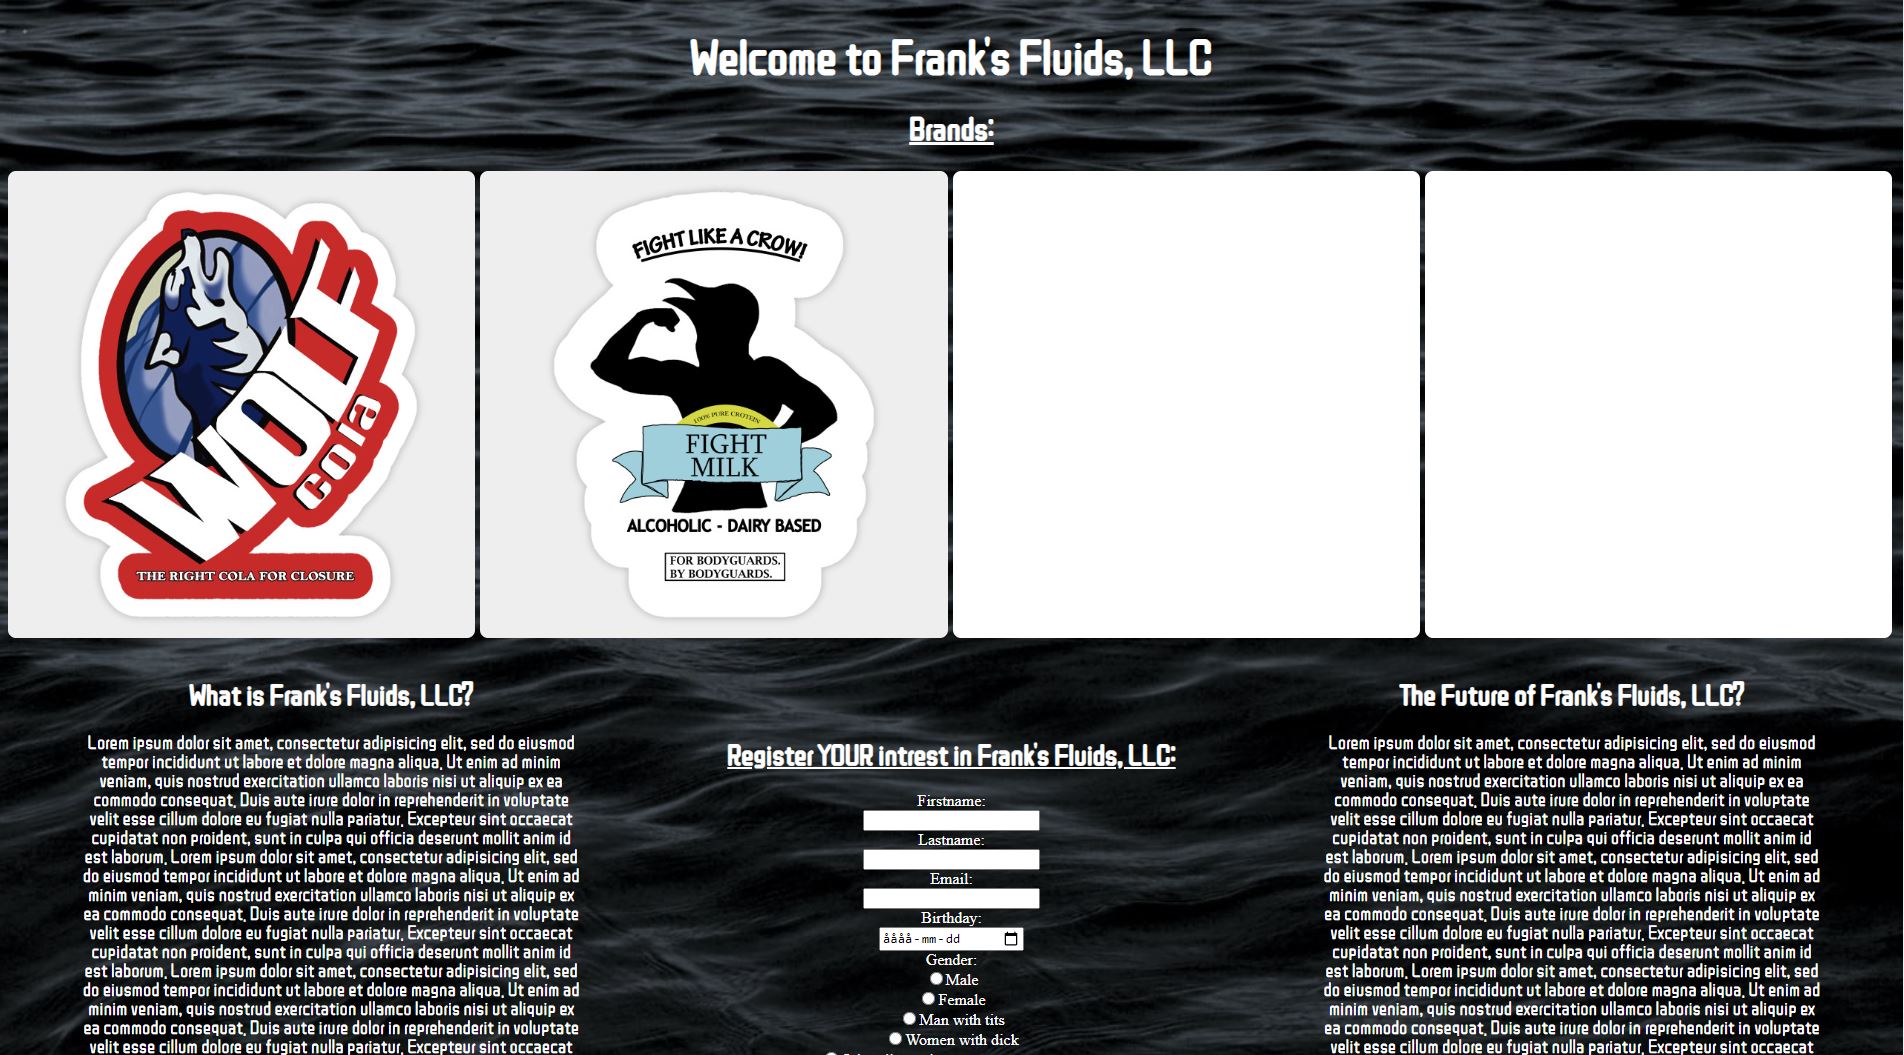 Welcome to Frank's Fluids, LLC
Brands:
WOLF
cola
THE RIGHT COLA FOR CLOSURE
FIGHT LIKE A CROW!
100% PURE CROTEIN
FIGHT
MILK
ALCOHOLIC - DAIRY BASED
FOR BODYGUARDS.
BY BODYGUARDS.
What is Frank's Fluids, LLC?
Lorem ipsum dolor sit amet, consectetur adipisicing elit, sed do eiusmod
tempor incididunt ut labore et dolore magna aliqua. Ut enim ad minim
veniam, quis nostrud exercitation ullamco laboris nisi ut aliquip ex ea
commodo consequat. Duis aute irure dolor in reprehenderit in voluptate
velit esse cillum dolore eu fugiat nulla pariatur. Excepteur sint occaecat
cupidatat non proident, sunt in culpa qui officia deserunt mollit anim id
est laborum. Lorem ipsum dolor sit amet, consectetur adipisicing elit, sed
do eiusmod tempor incididunt ut labore et dolore magna aliqua. Ut enim ad
minim veniam, quis nostrud exercitation ullamco laboris nisi ut aliquip ex
ea commodo consequat. Duis aute irure dolor in reprehenderit in voluptate
velit esse cillum dolore eu fugiat nulla pariatur. Excepteur sint occaecat
cupidatat non proident, sunt in culpa qui officia deserunt mollit anim id
est laborum. Lorem ipsum dolor sit amet, consectetur adipisicing elit, sed
do eiusmod tempor incididunt ut labore et dolore magna aliqua. Ut enim ad
minim veniam, quis nostrud exercitation ullamco laboris nisi ut aliquip ex
ea commodo consequat. Duis aute irure dolor in reprehenderit in voluptate
velit esse cillum dolore eu fugiat nulla pariatur. Excepteur sint occaecat
Register YOUR intrest in Frank's Fluids, LLC:
Firstname:
Lastname:
Email:
Birthday:
åååå-mm-dd
Gender:
Male
Female
Man with tits
Women with dick
The Future of Frank's Fluids, LLC?
Lorem ipsum dolor sit amet, consectetur adipisicing elit, sed do eiusmod
tempor incididunt ut labore et dolore magna aliqua. Ut enim ad minim
veniam, quis nostrud exercitation ullamco laboris nisi ut aliquip ex ea
commodo consequat. Duis aute irure dolor in reprehenderit in voluptate
velit esse cillum dolore eu fugiat nulla pariatur. Excepteur sint occaecat
cupidatat non proident, sunt in culpa qui officia deserunt mollit anim id
est laborum. Lorem ipsum dolor sit amet, consectetur adipisicing elit, sed
do eiusmod tempor incididunt ut labore et dolore magna aliqua. Ut enim ad
minim veniam, quis nostrud exercitation ullamco laboris nisi ut aliquip ex
ea commodo consequat. Duis aute irure dolor in reprehenderit in voluptate
velit esse cillum dolore eu fugiat nulla pariatur. Excepteur sint occaecat
cupidatat non proident, sunt in culpa qui officia deserunt mollit anim id
est laborum. Lorem ipsum dolor sit amet, consectetur adipisicing elit, sed
do eiusmod tempor incididunt ut labore et dolore magna aliqua. Ut enim ad
minim veniam, quis nostrud exercitation ullamco laboris nisi ut aliquip ex
ea commodo consequat. Duis aute irure dolor in reprehenderit in voluptate
velit esse cillum dolore eu fugiat nulla pariatur. Excepteur sint occaecat